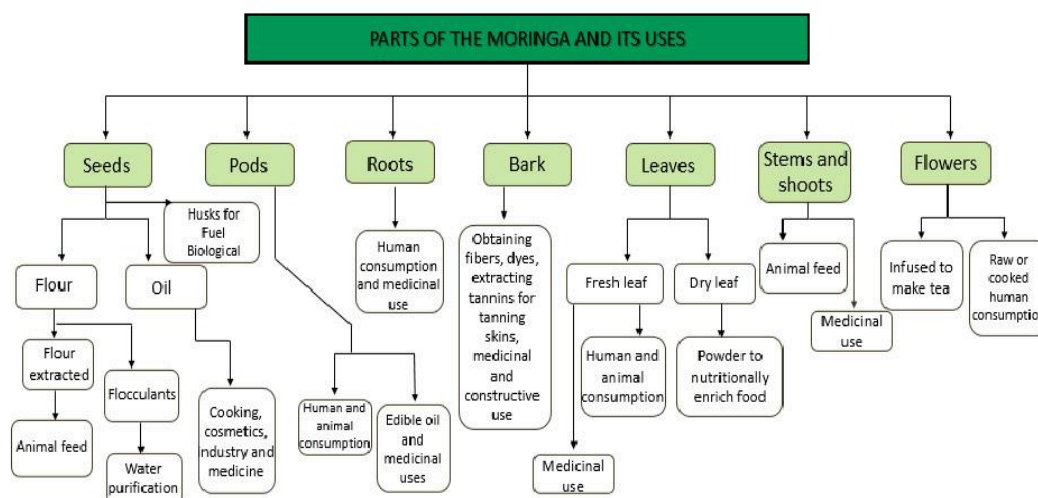 PARTS OF THE MORINGA AND ITS USES
Seeds
Pods
Roots
Bark
Leaves
Stems and
shoots
Flowers
Husks for
Fuel
Biological
Flour
Oil
Flour
extracted
Flocculants
Animal feed
Water
purification
Cooking,
cosmetics,
industry and
medicine
Human and
animal
consumption
Edible oil and
medicinal
uses
Human
consumption
and medicinal
use
Obtaining
fibers, dyes,
extracting
tannins for
tanning
skins,
medicinal
and
constructive
use
Fresh leaf
Dry leaf
Medicinal
use
Human and
animal
consumption
Powder to
nutritionally
enrich food
Animal feed
Medicinal
use
Infused to
make tea
Raw or
cooked
human
consumption